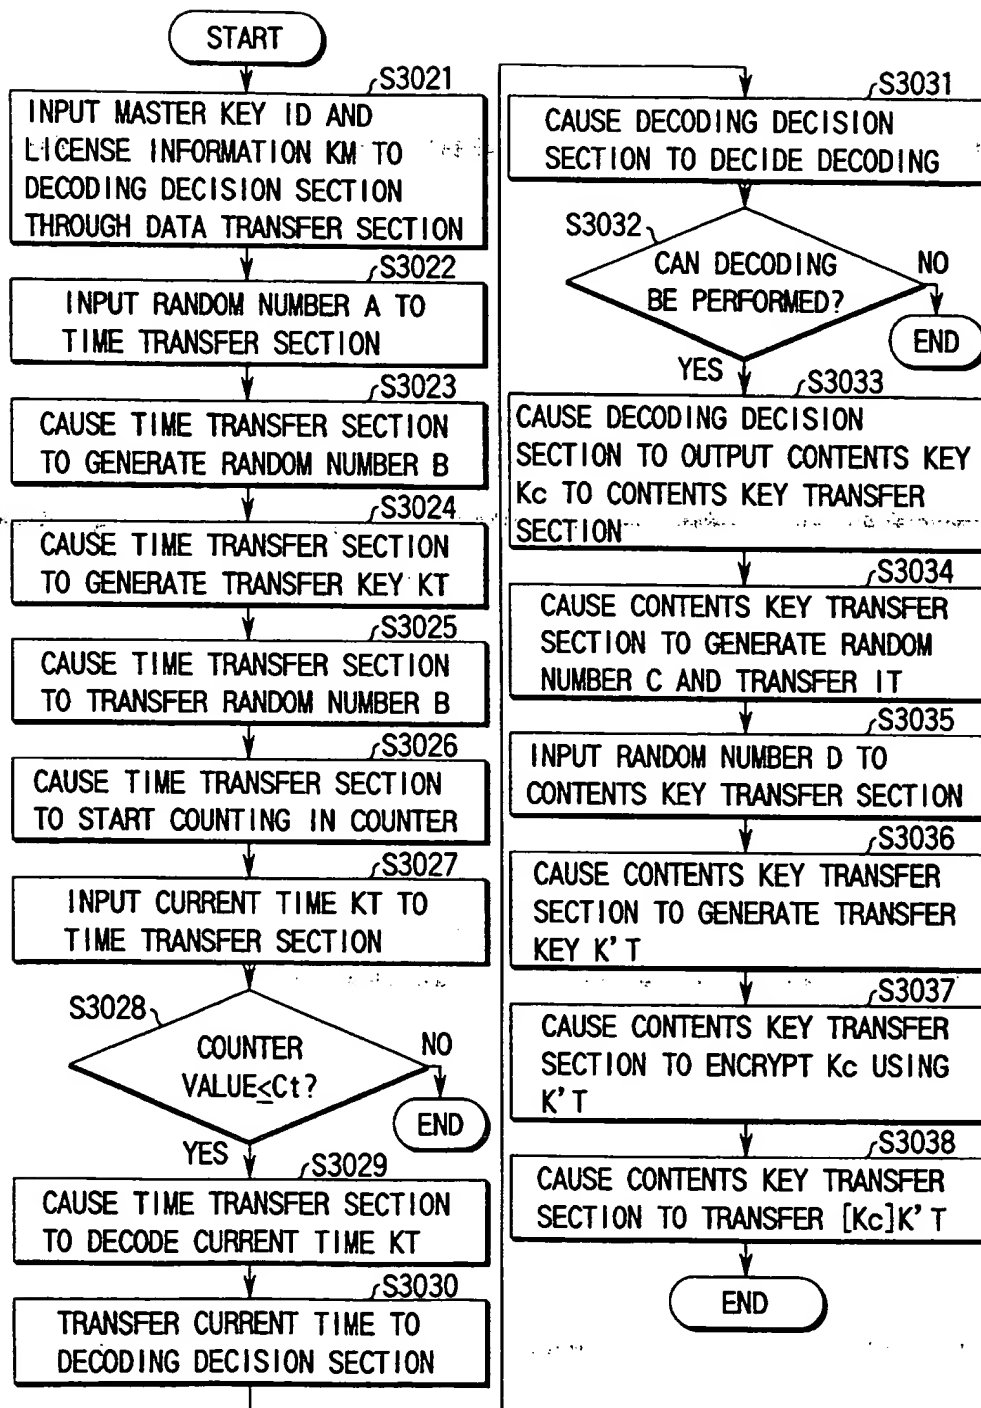 START
S3021
INPUT MASTER KEY ID AND
LICENSE INFORMATION KM TO
DECODING DECISION SECTION
THROUGH DATA TRANSFER SECTION
S3022
INPUT RANDOM NUMBER A TO
TIME TRANSFER SECTION
S3023
CAUSE TIME TRANSFER SECTION
TO GENERATE RANDOM NUMBER B
S3024
CAUSE TIME TRANSFER SECTION
TO GENERATE TRANSFER KEY KT
S3025
CAUSE TIME TRANSFER SECTION
TO TRANSFER RANDOM NUMBER B
S3026
CAUSE TIME TRANSFER SECTION
TO START COUNTING IN COUNTER
S3027
INPUT CURRENT TIME KT TO
TIME TRANSFER SECTION
S3028
COUNTER
VALUE≤Ct?
NO
END
YES
S3029
CAUSE TIME TRANSFER SECTION
TO DECODE CURRENT TIME KT
S3030
TRANSFER CURRENT TIME TO
DECODING DECISION SECTION
S3031
CAUSE DECODING DECISION
SECTION TO DECIDE DECODING
S3032
CAN DECODING
BE PERFORMED?
NO
END
YES
S3033
CAUSE DECODING DECISION
SECTION TO OUTPUT CONTENTS KEY
Kc TO CONTENTS KEY TRANSFER
SECTION
S3034
CAUSE CONTENTS KEY TRANSFER
SECTION TO GENERATE RANDOM
NUMBER C AND TRANSFER IT
S3035
INPUT RANDOM NUMBER D TO
CONTENTS KEY TRANSFER SECTION
S3036
CAUSE CONTENTS KEY TRANSFER
SECTION TO GENERATE TRANSFER
KEY K'T
S3037
CAUSE CONTENTS KEY TRANSFER
SECTION TO ENCRYPT Kc USING
K'T
S3038
CAUSE CONTENTS KEY TRANSFER
SECTION TO TRANSFER [Kc]K'T
END